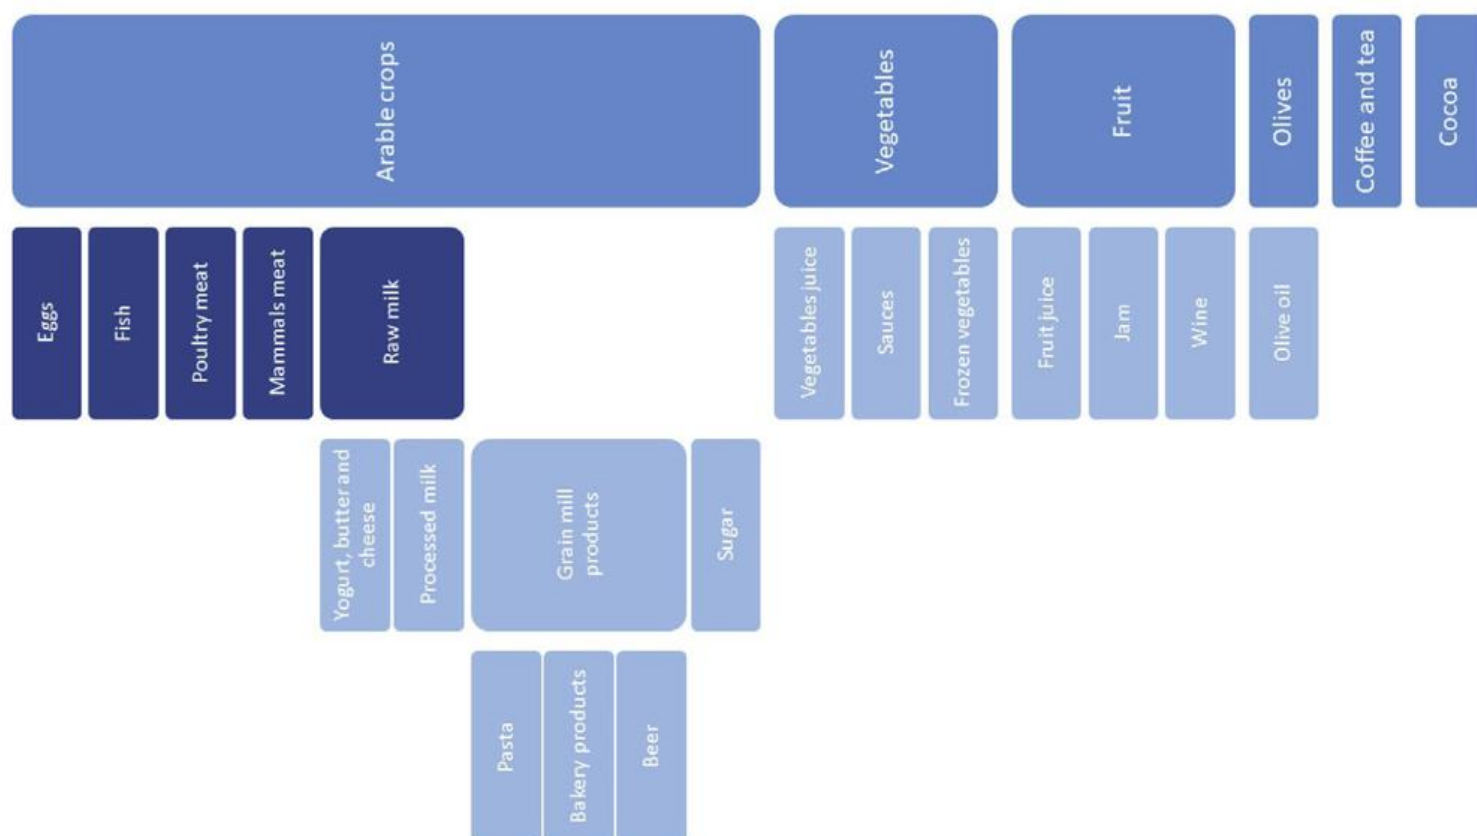 Arable crops
Vegetables
Fruit
Olives
Coffee and tea
Cocoa
Eggs
Fish
Poultry meat
Mammals meat
Raw milk
Vegetables juice
Sauces
Frozen vegetables
Fruit juice
Jam
Wine
Olive oil
Yogurt, butter and
cheese
Processed milk
Grain mill
products
Sugar
Pasta
Bakery products
Beer